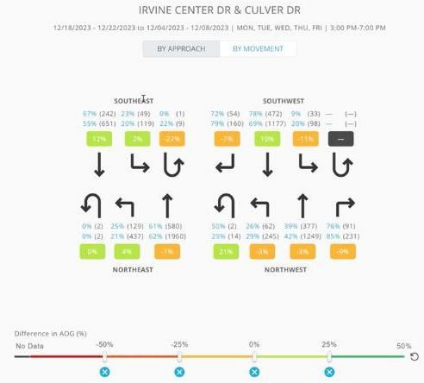 IRVINE CENTER DR & CULVER DR
12/18/2023 - 12/22/2023 to 12/04/2023 - 12/08/2023 | MON, TUE, WED, THU, FRI | 3:00 PM-7:00 PM
BY APPROACH BY MOVEMENT
SOUTHEAST SOUTHWEST
67% (242) 23% (49) 0% (1) 72% (54) 78% (472) 9% (33) — (—)
55% (651) 20% (119) 22% (9) 79% (160) 69% (1177) 20% (98) — (—)
12% 2% -22% -7% 10% -11% —
0% (2) 25% (129) 61% (580) 50% (2) 26% (62) 39% (377) 76% (91)
0% (2) 21% (437) 62% (1960) 29% (14) 29% (245) 42% (1249) 85% (231)
0% 4% -1% 21% -3% -3% -9%
NORTHEAST NORTHWEST
Difference in AOG (%)
No Data -50% -25% 0% 25% 50%